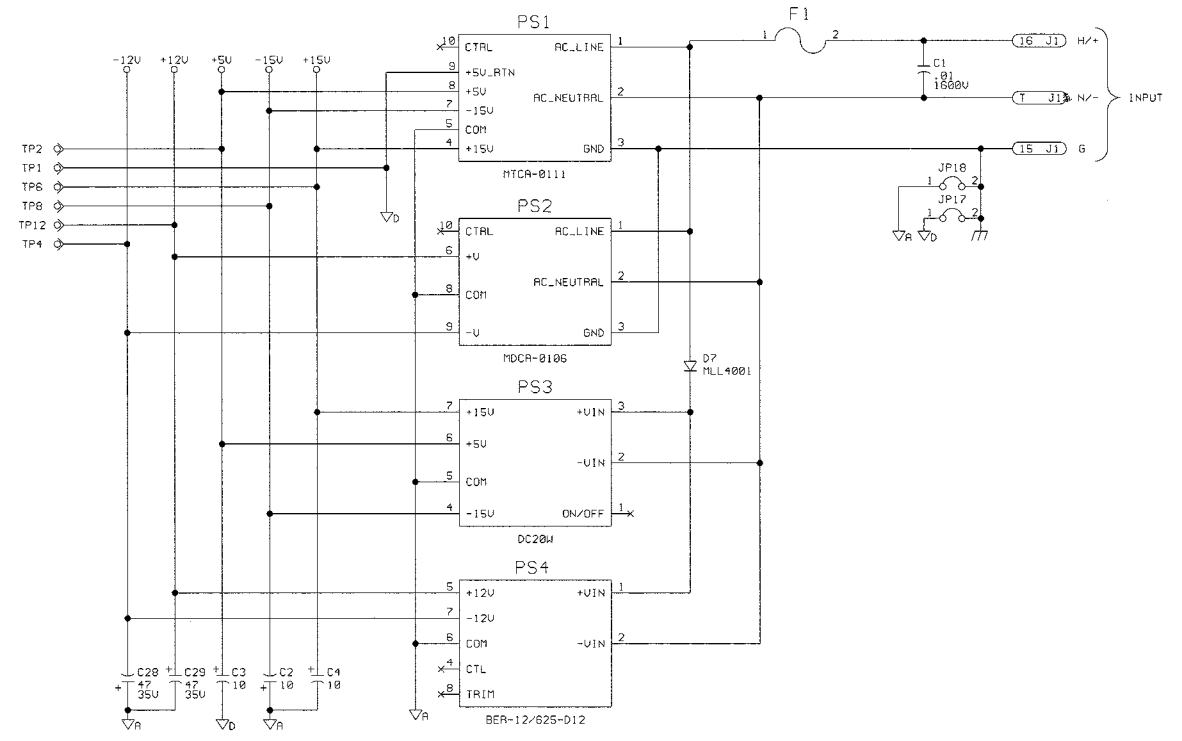 PS1
F1
10 CTRL AC_LINE 1
1 2
16 J1 H/+
-12V +12V +5V -15V +15V
9 +5V_RTN
C1
.01
1600V
8 +5V
7 -15V AC_NEUTRAL 2
T J1 N/-
INPUT
5 COM
4 +15V GND 3
15 J1 G
MTCA-0111
TP2
TP1
TP6
TP8
TP12
TP4
D
JP18
1 2
JP17
1 2
A D
PS2
10 CTRL AC_LINE 1
6 +V
8 COM AC_NEUTRAL 2
9 -V GND 3
MDCA-0106
D7
MLL4001
PS3
7 +15V +VIN 3
6 +5V
-VIN 2
5 COM
4 -15V ON/OFF 1
DC20W
PS4
5 +12V +VIN 1
7 -12V
6 COM -VIN 2
4 CTL
8 TRIM
BER-12/625-D12
+ C28
47
35V
+ C29
47
35V
+ C3
10
+ C2
10
+ C4
10
A D A A